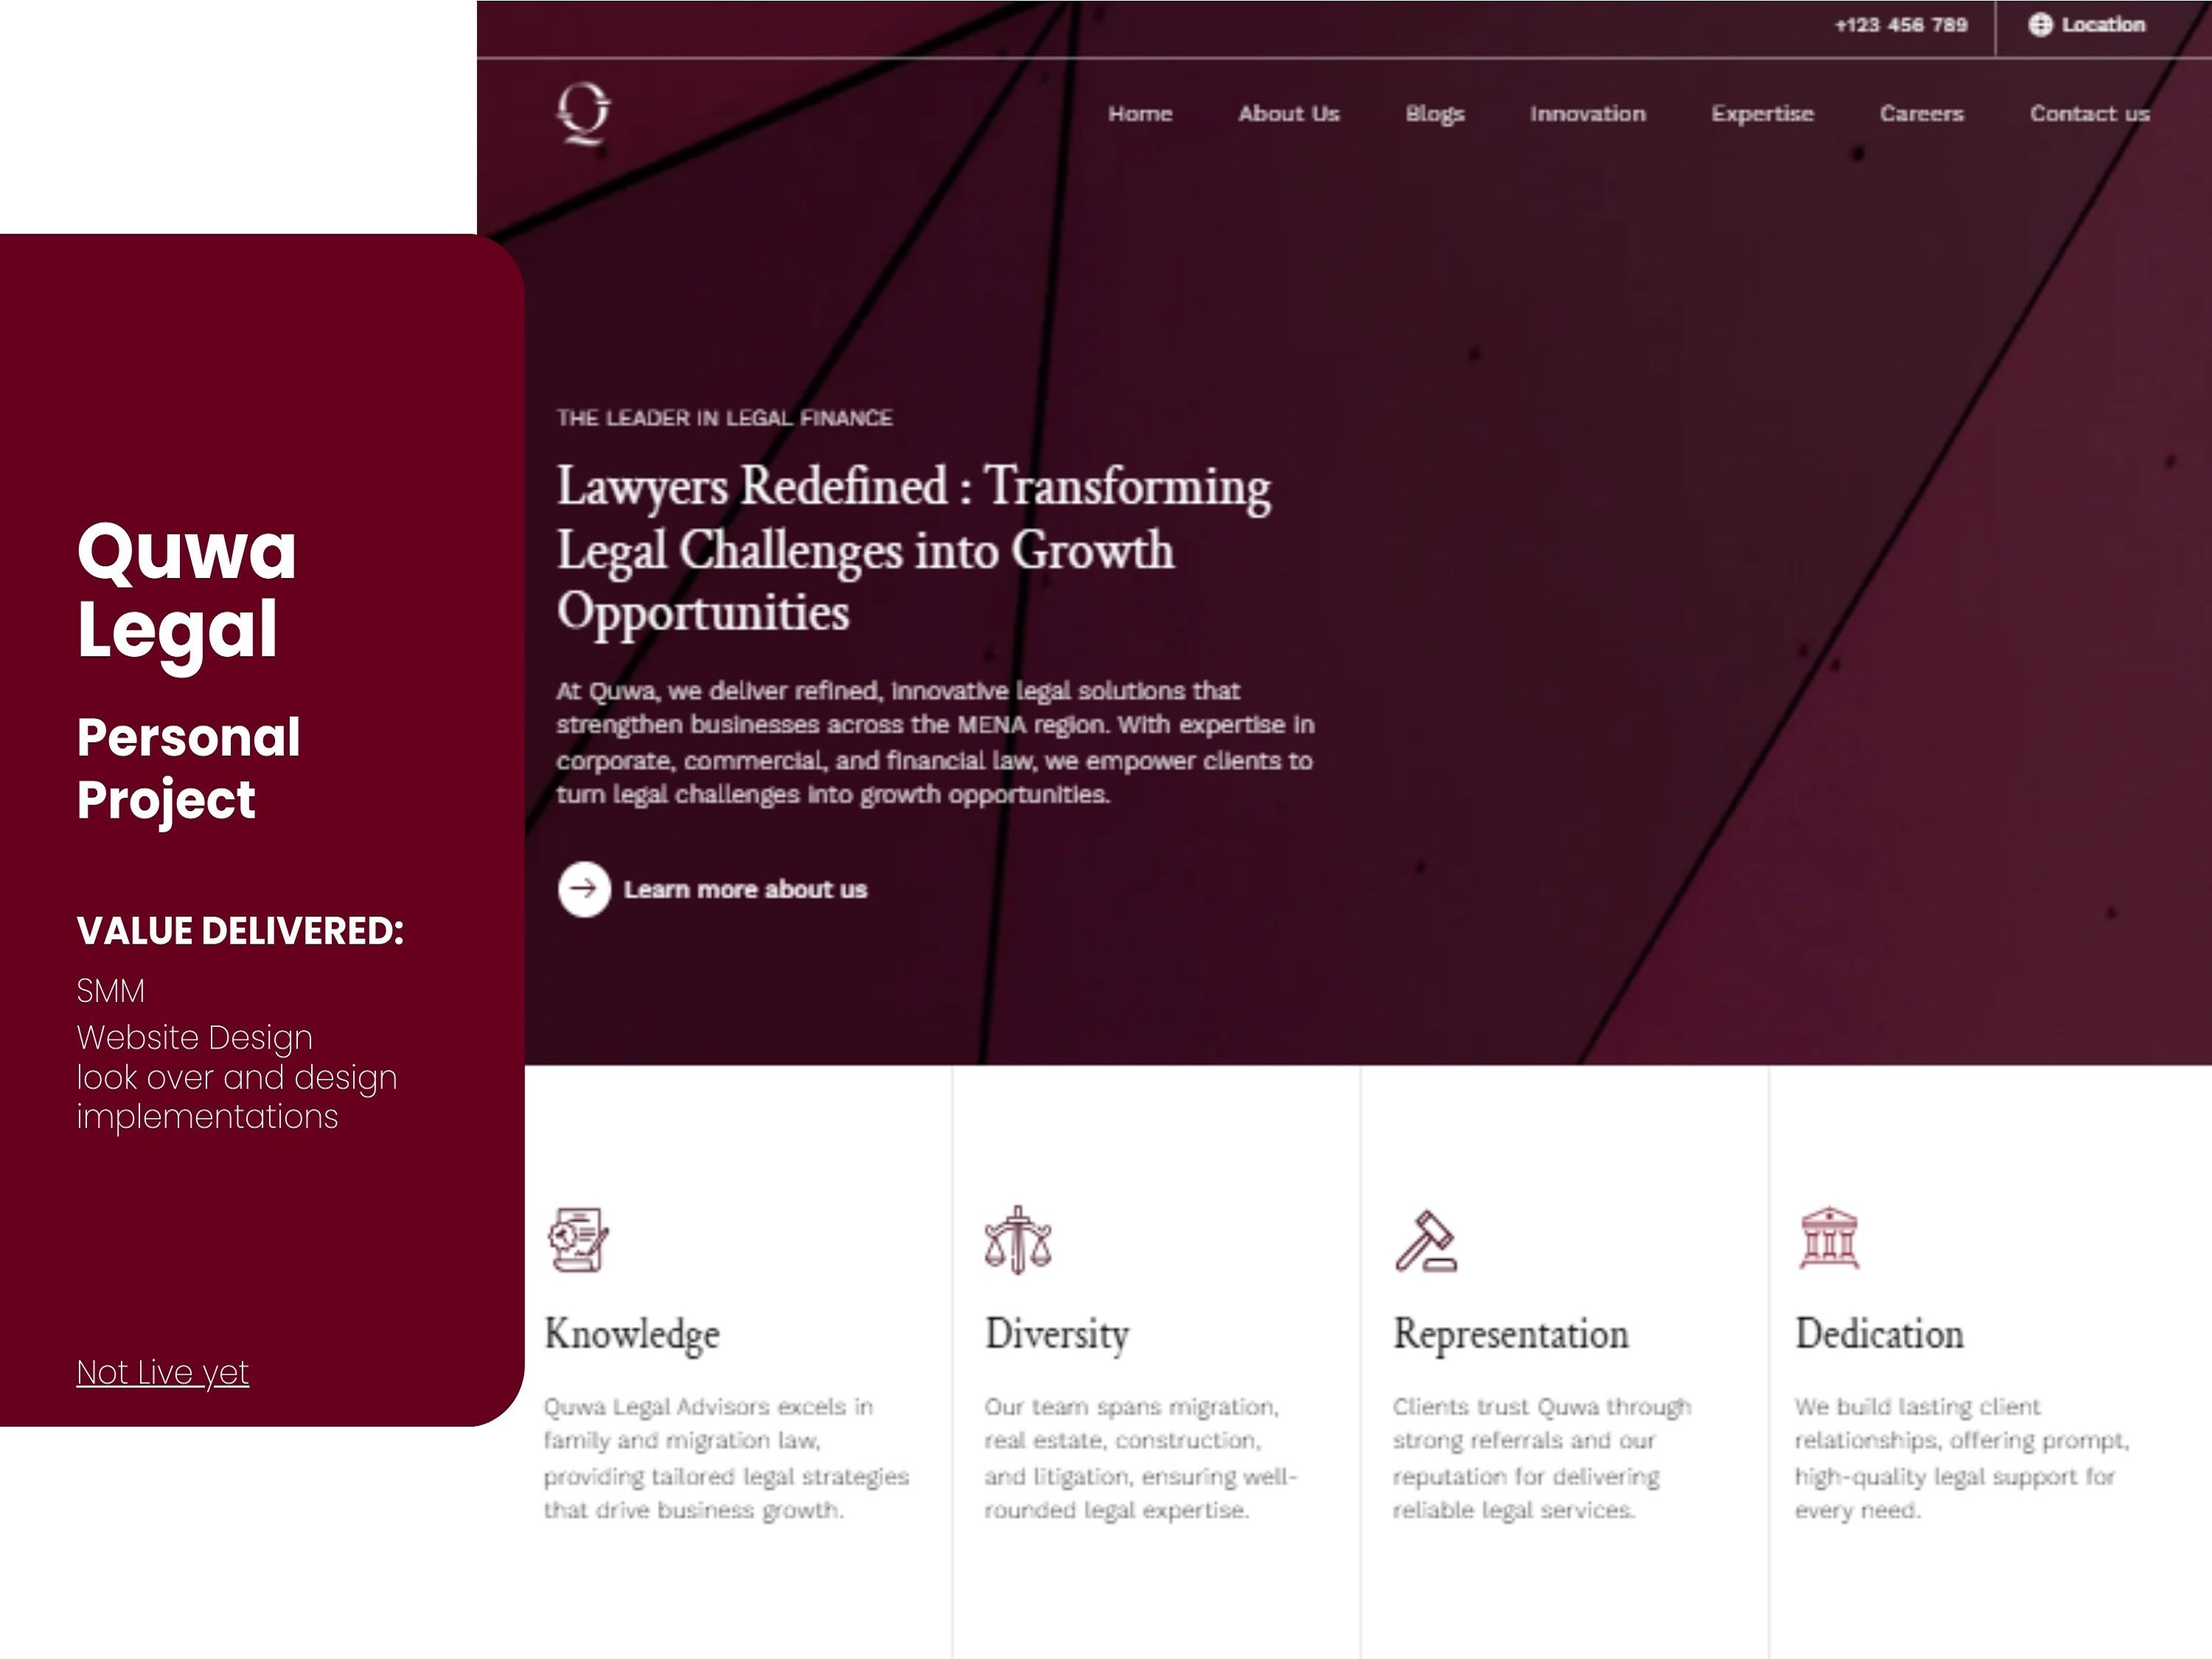 +123 456 789
Location
Q
Home
About Us
Blogs
Innovation
Expertise
Careers
Contact us
Quwa
Legal
Personal
Project
VALUE DELIVERED:
SMM
Website Design
look over and design
implementations
Not Live yet
THE LEADER IN LEGAL FINANCE
Lawyers Redefined : Transforming
Legal Challenges into Growth
Opportunities
At Quwa, we deliver refined, innovative legal solutions that
strengthen businesses across the MENA region. With expertise in
corporate, commercial, and financial law, we empower clients to
turn legal challenges into growth opportunities.
Learn more about us
Knowledge
Quwa Legal Advisors excels in
family and migration law,
providing tailored legal strategies
that drive business growth.
Diversity
Our team spans migration,
real estate, construction,
and litigation, ensuring well-
rounded legal expertise.
Representation
Clients trust Quwa through
strong referrals and our
reputation for delivering
reliable legal services.
Dedication
We build lasting client
relationships, offering prompt,
high-quality legal support for
every need.